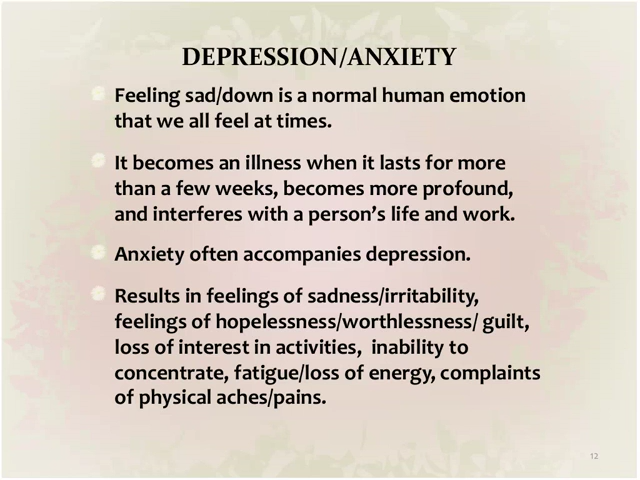 DEPRESSION/ANXIETY
Feeling sad/down is a normal human emotion
that we all feel at times.
It becomes an illness when it lasts for more
than a few weeks, becomes more profound,
and interferes with a person’s life and work.
Anxiety often accompanies depression.
Results in feelings of sadness/irritability,
feelings of hopelessness/worthlessness/ guilt,
loss of interest in activities,  inability to
concentrate, fatigue/loss of energy, complaints
of physical aches/pains.
12